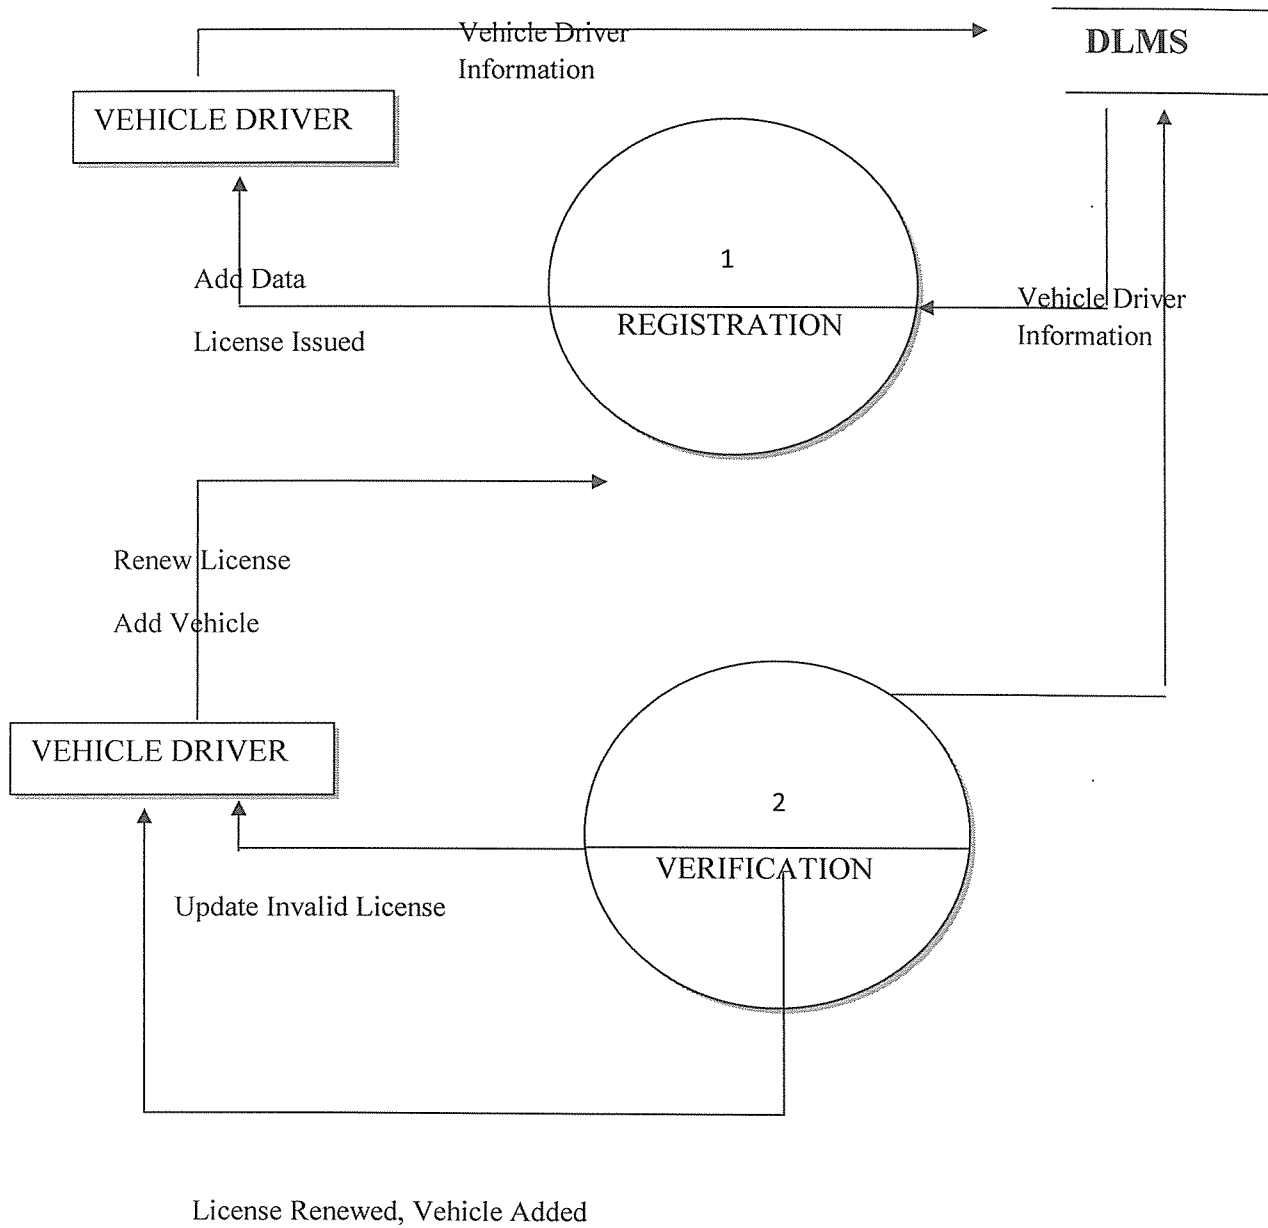 Vehicle Driver
Information
DLMS
VEHICLE DRIVER
1
REGISTRATION
Add Data
License Issued
Vehicle Driver
Information
Renew License
Add Vehicle
VEHICLE DRIVER
2
VERIFICATION
Update Invalid License
License Renewed, Vehicle Added